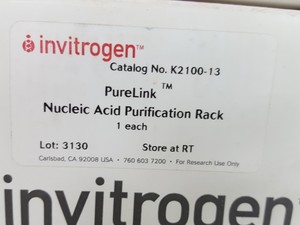 invitrogen™
Catalog No. K2100-13
PureLink™
Nucleic Acid Purification Rack
1 each
Lot: 3130 Store at RT
Carlsbad, CA 92008 USA • 760 603 7200 • For Research Use Only
invitrogen